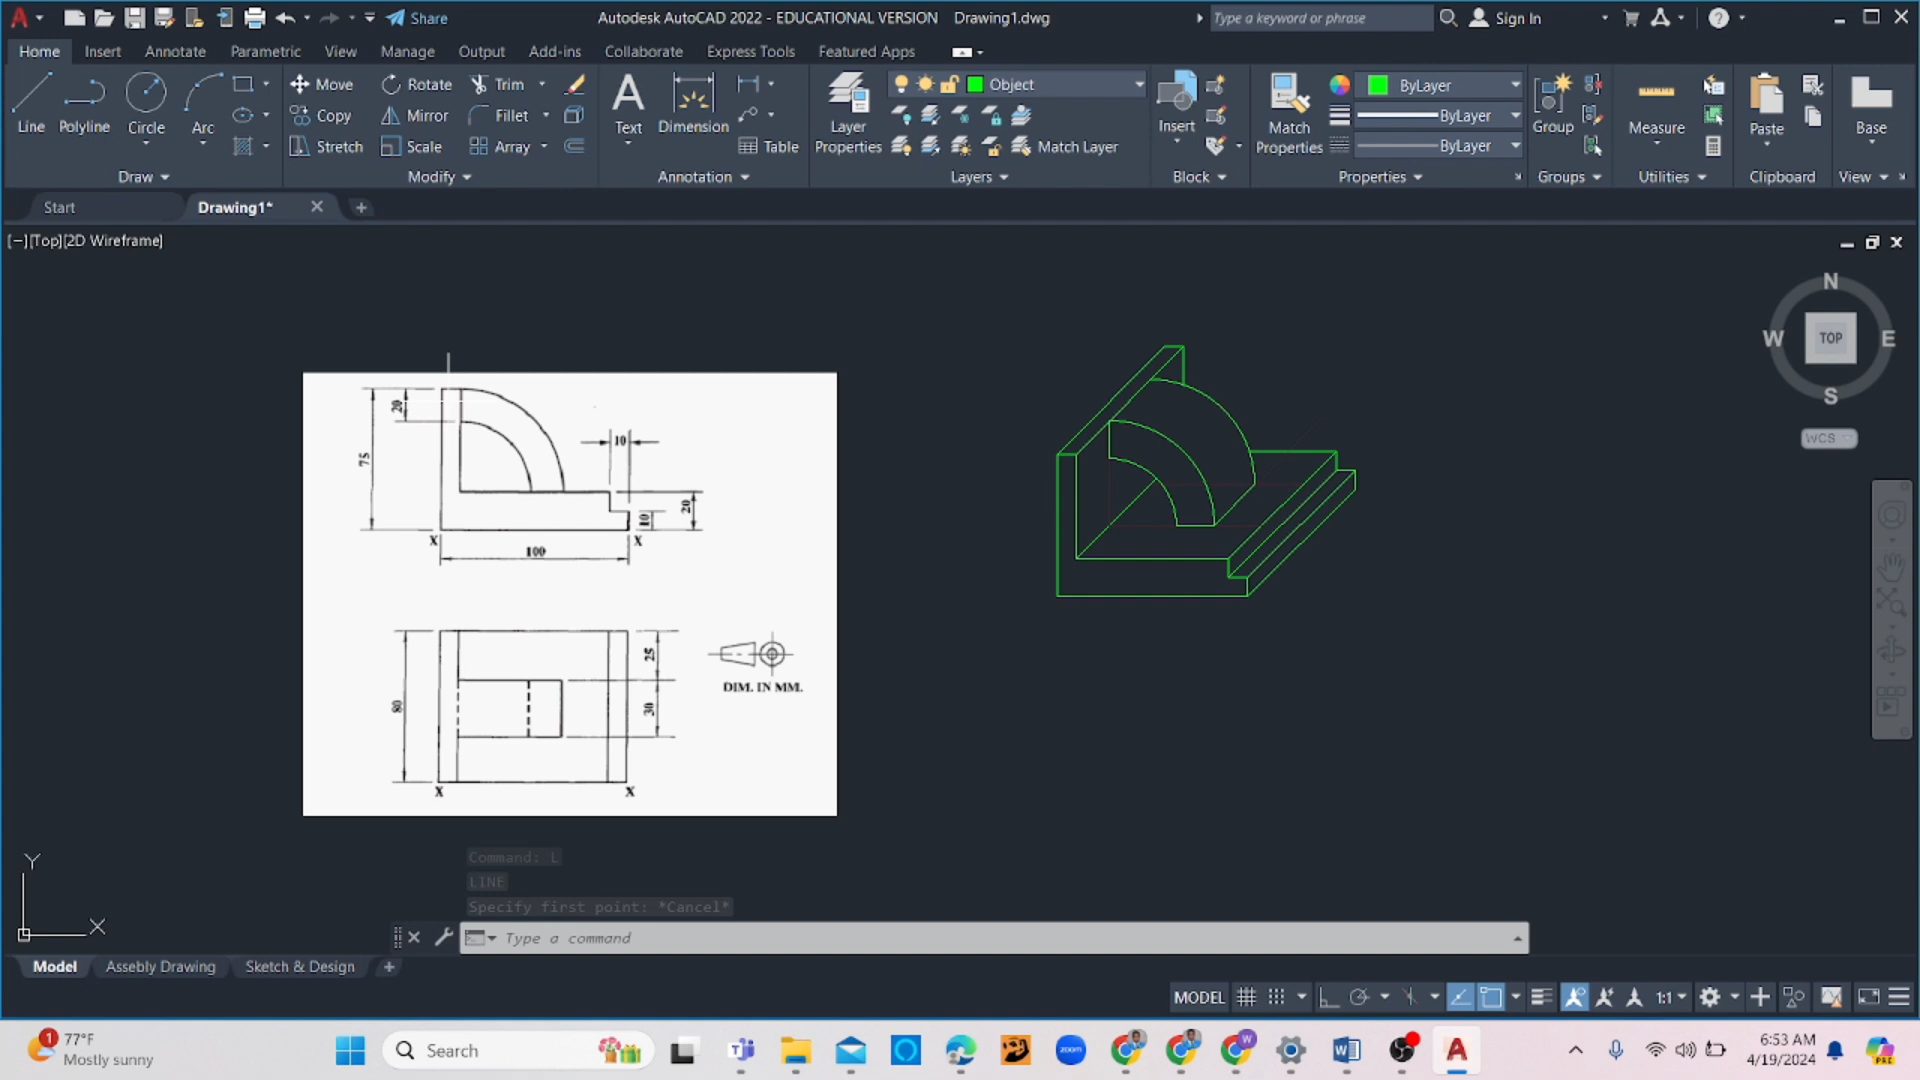 Share
Autodesk AutoCAD 2022 - EDUCATIONAL VERSION Drawing1.dwg
Type a keyword or phrase
Sign In
Home Insert Annotate Parametric View Manage Output Add-ins Collaborate Express Tools Featured Apps
Line
Polyline
Circle
Arc
Move
Rotate
Trim
Copy
Mirror
Fillet
Stretch
Scale
Array
Text
Dimension
Table
Layer Properties
Object
Match Layer
Insert
Match Properties
ByLayer
ByLayer
ByLayer
Group
Measure
Paste
Base
Draw Modify Annotation Layers Block Properties Groups Utilities Clipboard View
Start
Drawing1*
[−][Top][2D Wireframe]
N
W TOP E
S
WCS
20
75
10
20
10
X X
100
25
80
30
DIM. IN MM.
X X
Y
X
Command: L
LINE
Specify first point: *Cancel*
Type a command
Model Assebly Drawing Sketch & Design
MODEL
1:1
1
77°F
Mostly sunny
Search
zoom
W
PRE
6:53 AM
4/19/2024